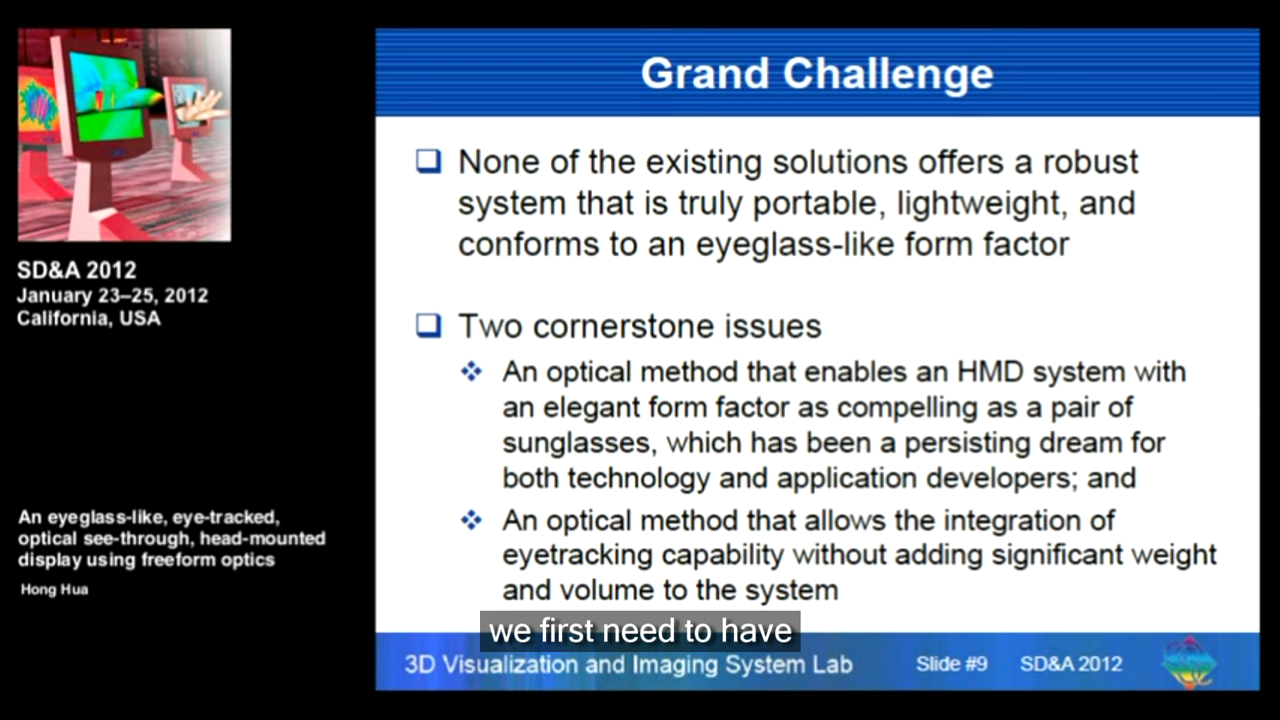 Grand Challenge
None of the existing solutions offers a robust
system that is truly portable, lightweight, and
conforms to an eyeglass-like form factor
Two cornerstone issues
An optical method that enables an HMD system with
an elegant form factor as compelling as a pair of
sunglasses, which has been a persisting dream for
both technology and application developers; and
An optical method that allows the integration of
eyetracking capability without adding significant weight
and volume to the system
we first need to have
3D Visualization and Imaging System Lab Slide #9 SD&A 2012
SD&A 2012
January 23–25, 2012
California, USA
An eyeglass-like, eye-tracked,
optical see-through, head-mounted
display using freeform optics
Hong Hua